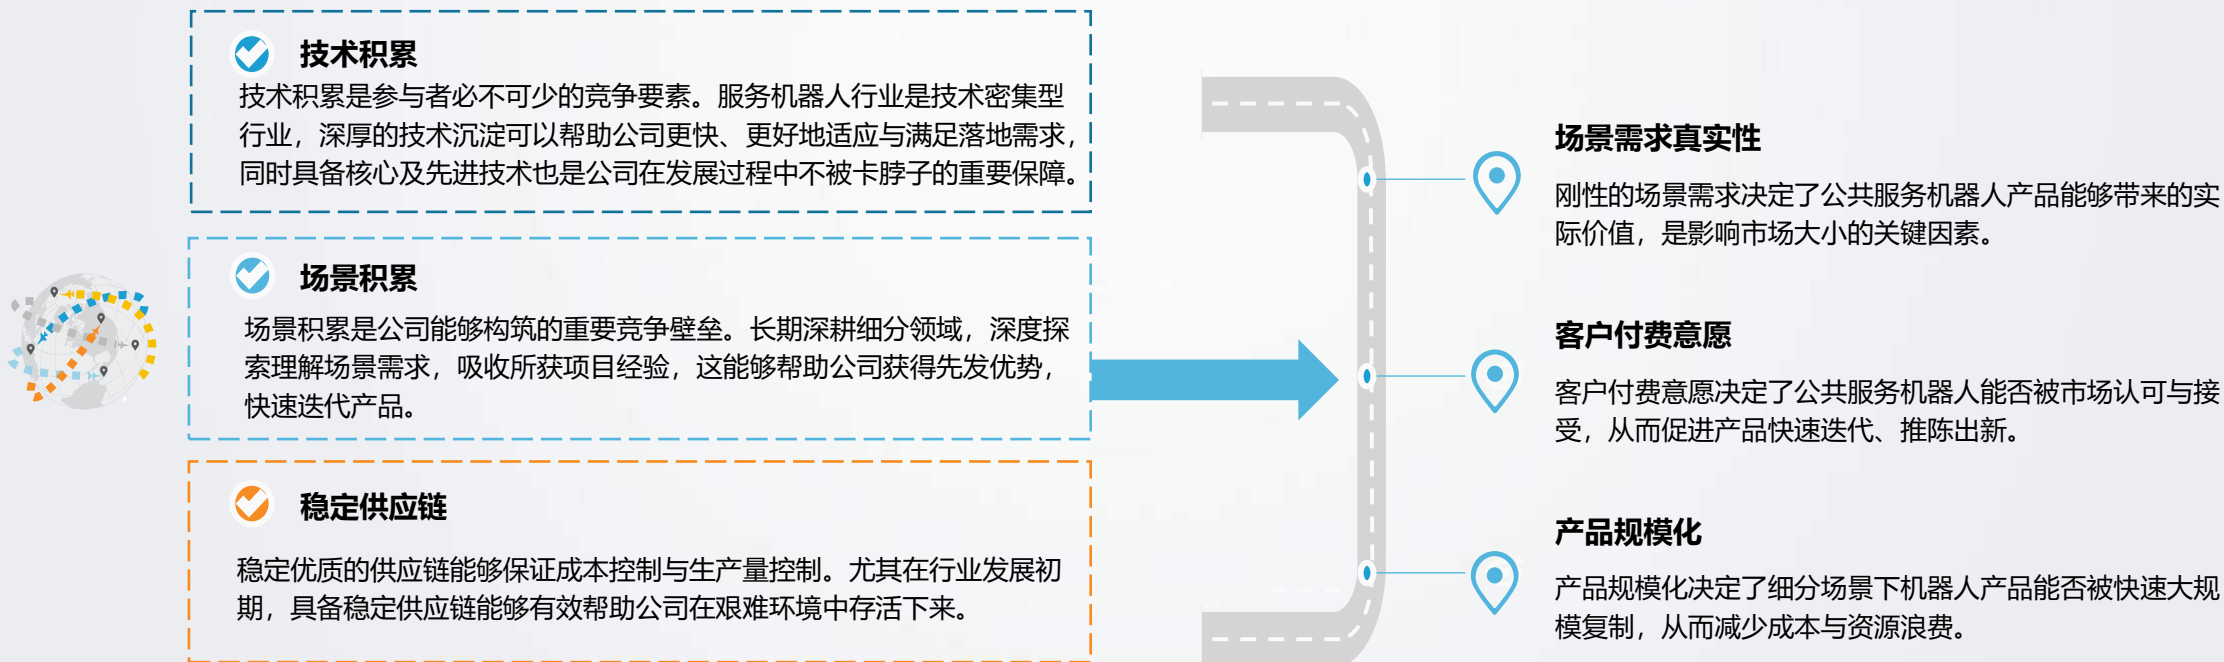 技术积累
技术积累是参与者必不可少的竞争要素。服务机器人行业是技术密集型
行业，深厚的技术沉淀可以帮助公司更快、更好地适应与满足落地需求，
同时具备核心及先进技术也是公司在发展过程中不被卡脖子的重要保障。
场景积累
场景积累是公司能够构筑的重要竞争壁垒。长期深耕细分领域，深度探
索理解场景需求，吸收所获项目经验，这能够帮助公司获得先发优势，
快速迭代产品。
稳定供应链
稳定优质的供应链能够保证成本控制与生产量控制。尤其在行业发展初
期，具备稳定供应链能够有效帮助公司在艰难环境中存活下来。
场景需求真实性
刚性的场景需求决定了公共服务机器人产品能够带来的实
际价值，是影响市场大小的关键因素。
客户付费意愿
客户付费意愿决定了公共服务机器人能否被市场认可与接
受，从而促进产品快速迭代、推陈出新。
产品规模化
产品规模化决定了细分场景下机器人产品能否被快速大规
模复制，从而减少成本与资源浪费。